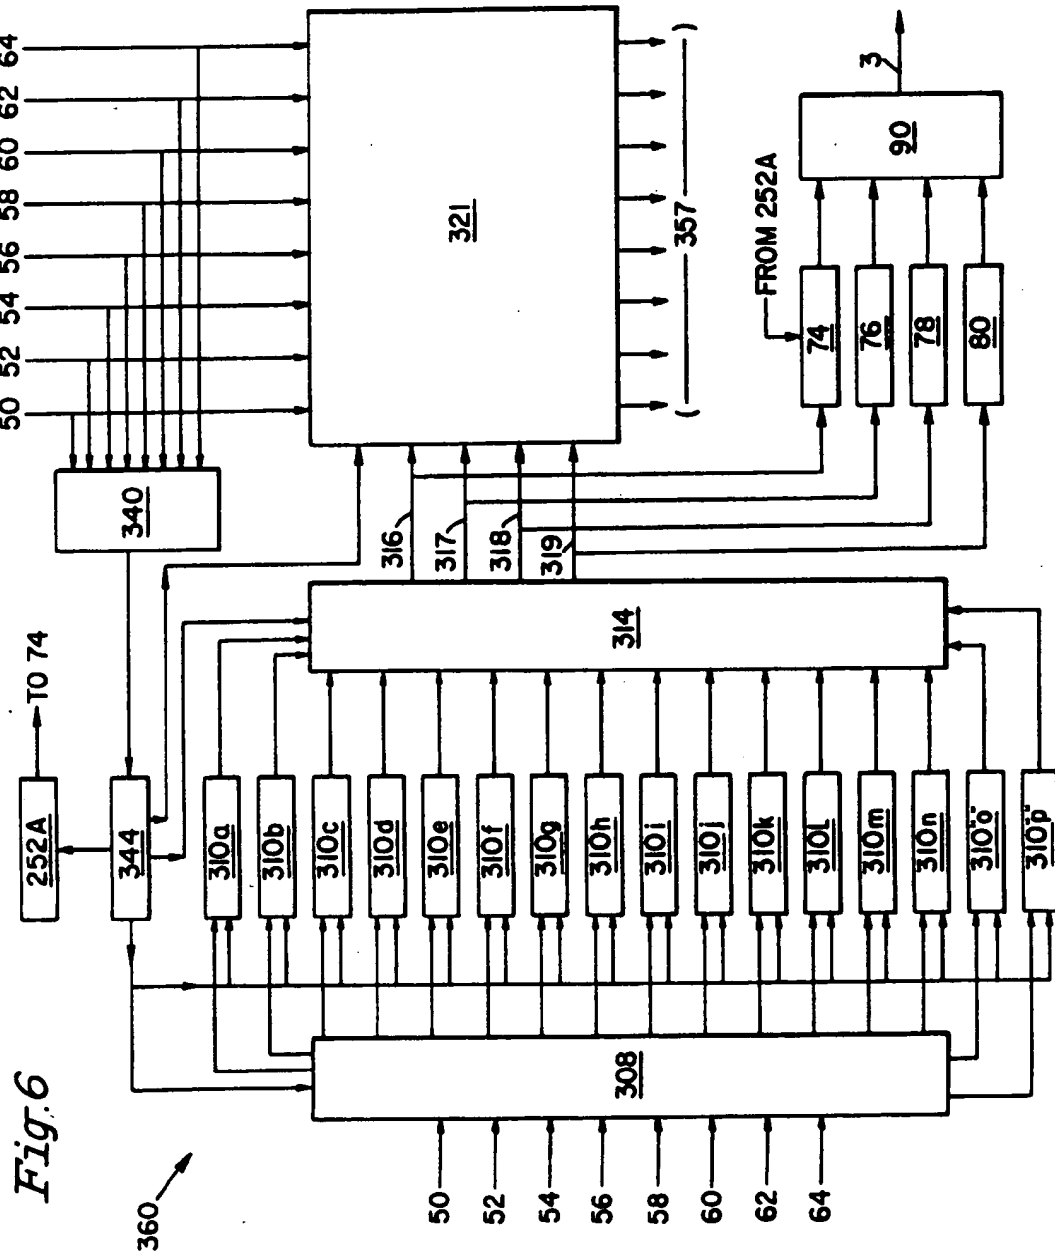 Fig.6
360
50
52
54
56
58
60
62
64
308
252A
TO 74
344
310a
310b
310c
310d
310e
310f
310g
310h
310i
310j
310k
310l
310m
310n
310"o"
310"p"
314
340
50 52 54 56 58 60 62 64
316
317
318
319
321
( 357 )
FROM 252A
74
76
78
80
90
3